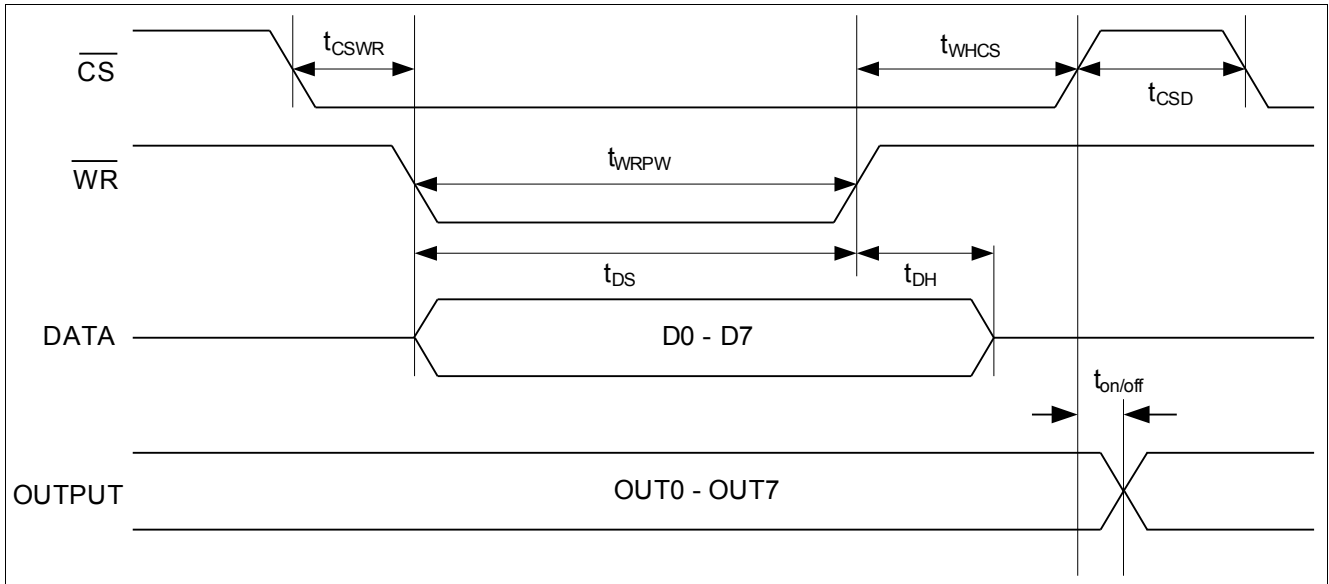 CS
tCSWR
tWHCS
tCSD
WR
tWRPW
tDS
tDH
DATA
D0 - D7
ton/off
OUTPUT
OUT0 - OUT7